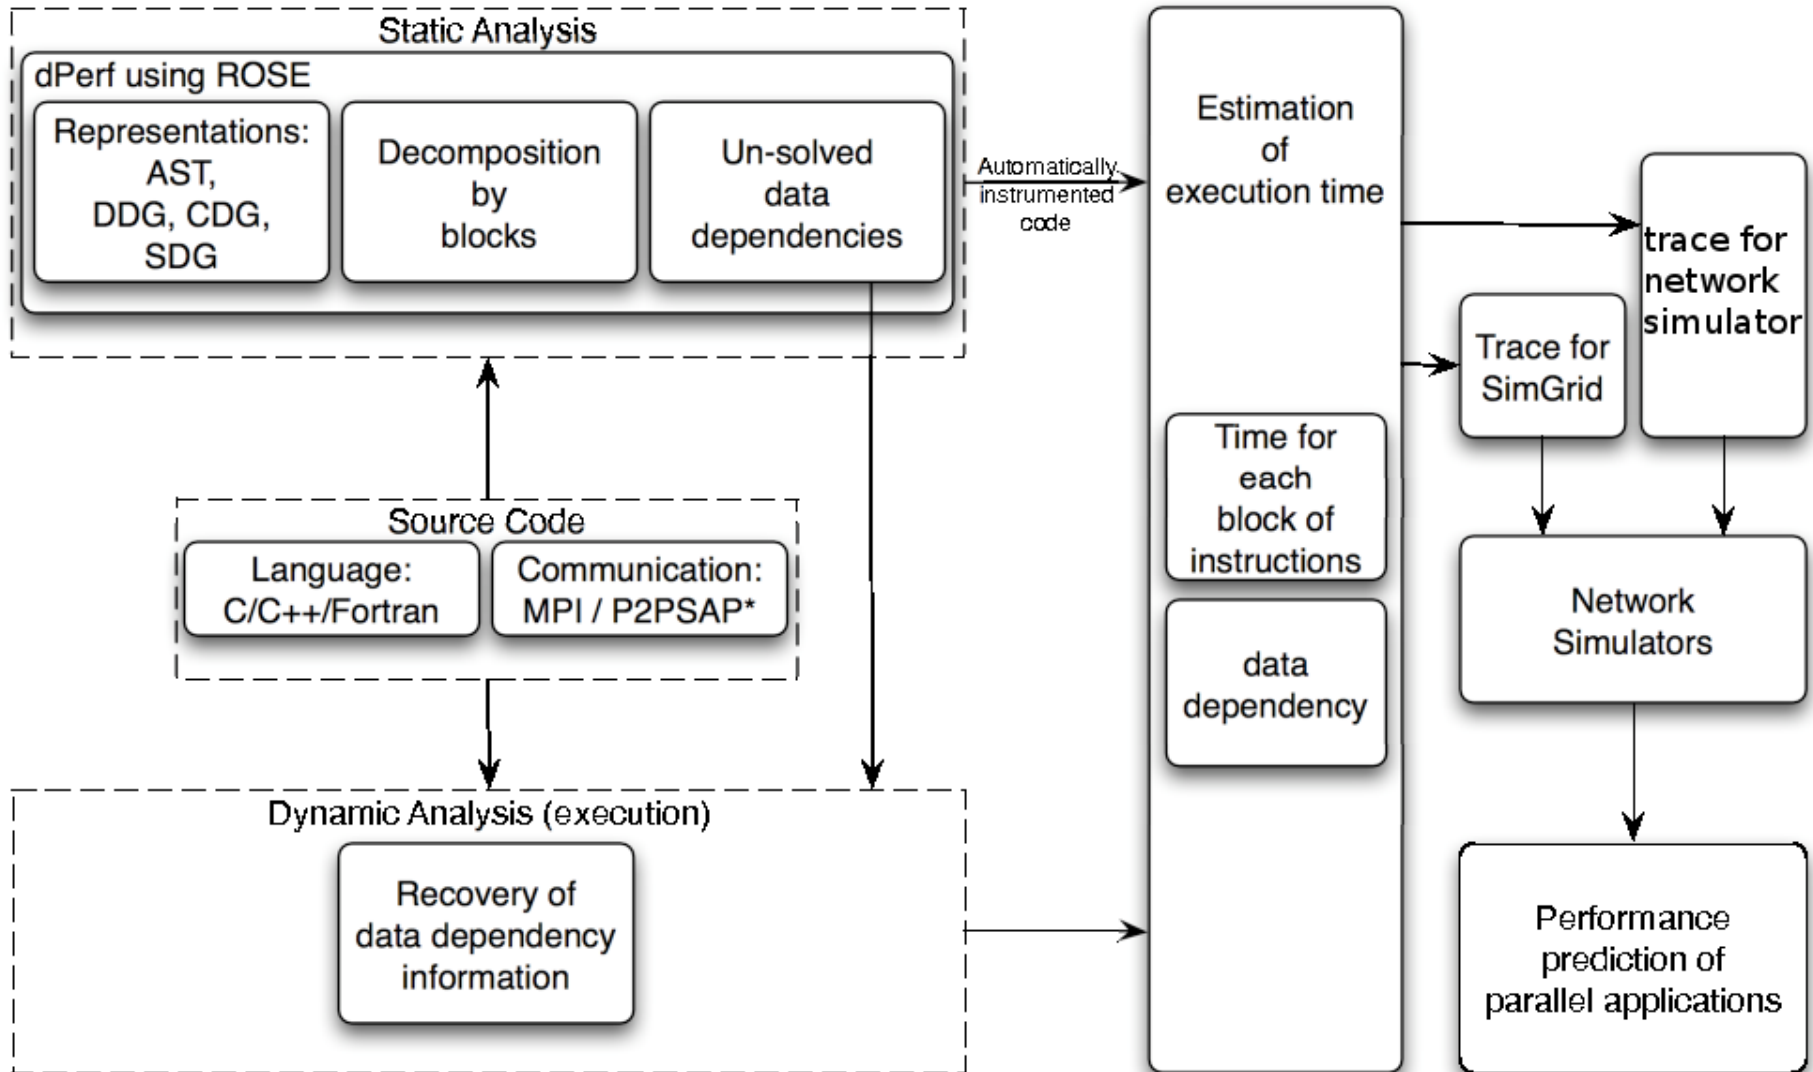 Static Analysis
dPerf using ROSE
Representations:
AST,
DDG, CDG,
SDG
Decomposition
by
blocks
Un-solved
data
dependencies
Automatically
instrumented
code
Source Code
Language:
C/C++/Fortran
Communication:
MPI / P2PSAP*
Dynamic Analysis (execution)
Recovery of
data dependency
information
Estimation
of
execution time
Time for
each
block of
instructions
data
dependency
trace for
network
simulator
Trace for
SimGrid
Network
Simulators
Performance
prediction of
parallel applications